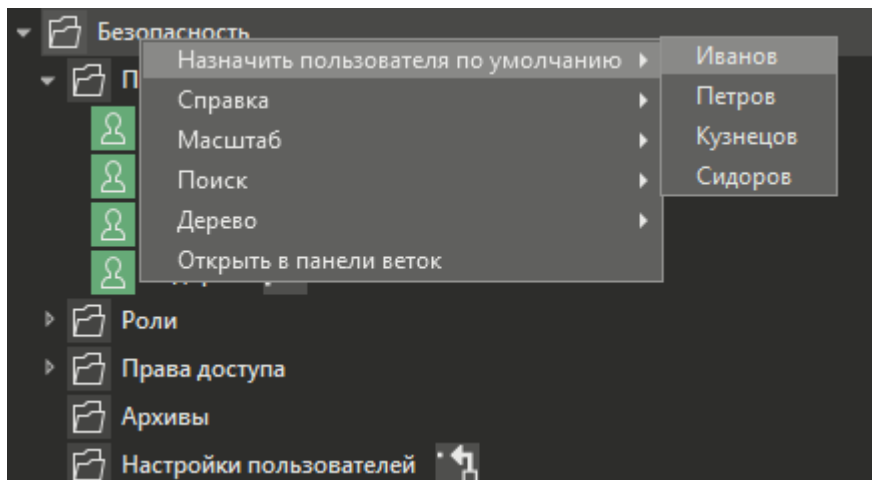 Безопасность
Назначить пользователя по умолчанию
Иванов
Справка
Петров
Масштаб
Кузнецов
Поиск
Сидоров
Дерево
Открыть в панели веток
Роли
Права доступа
Архивы
Настройки пользователей